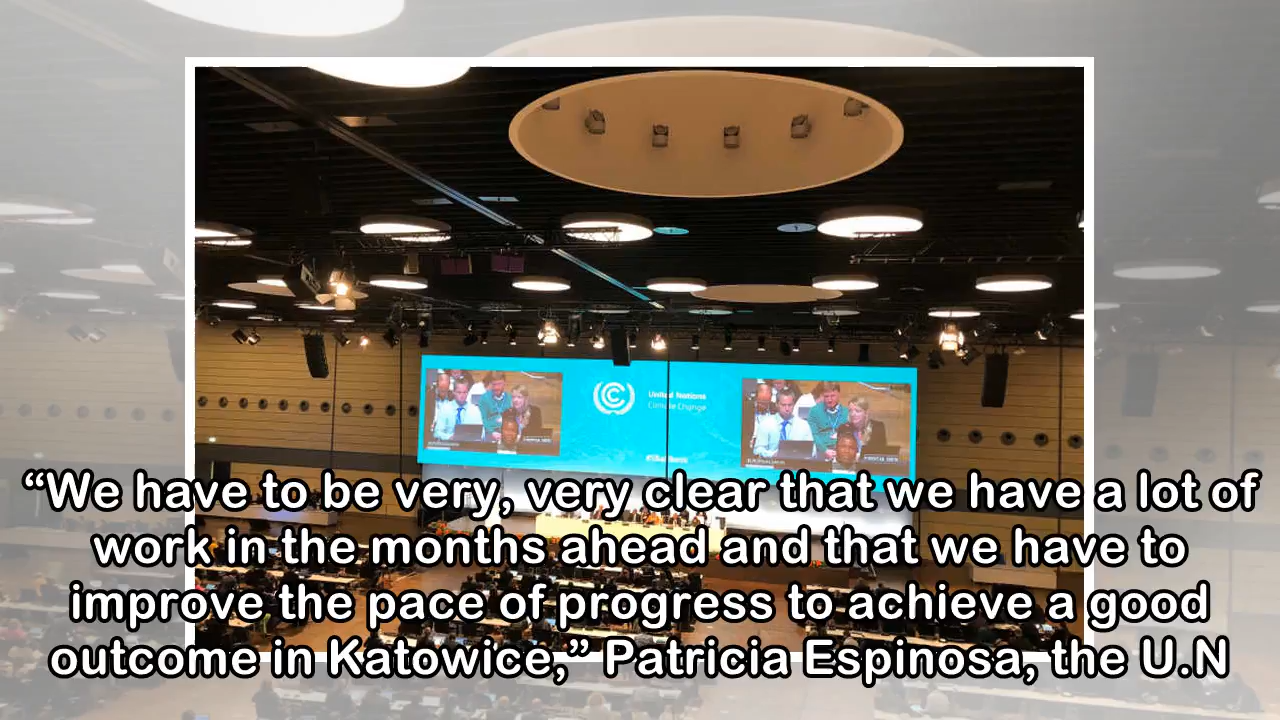 United Nations
Climate Change
“We have to be very, very clear that we have a lot of
work in the months ahead and that we have to
improve the pace of progress to achieve a good
outcome in Katowice,” Patricia Espinosa, the U.N